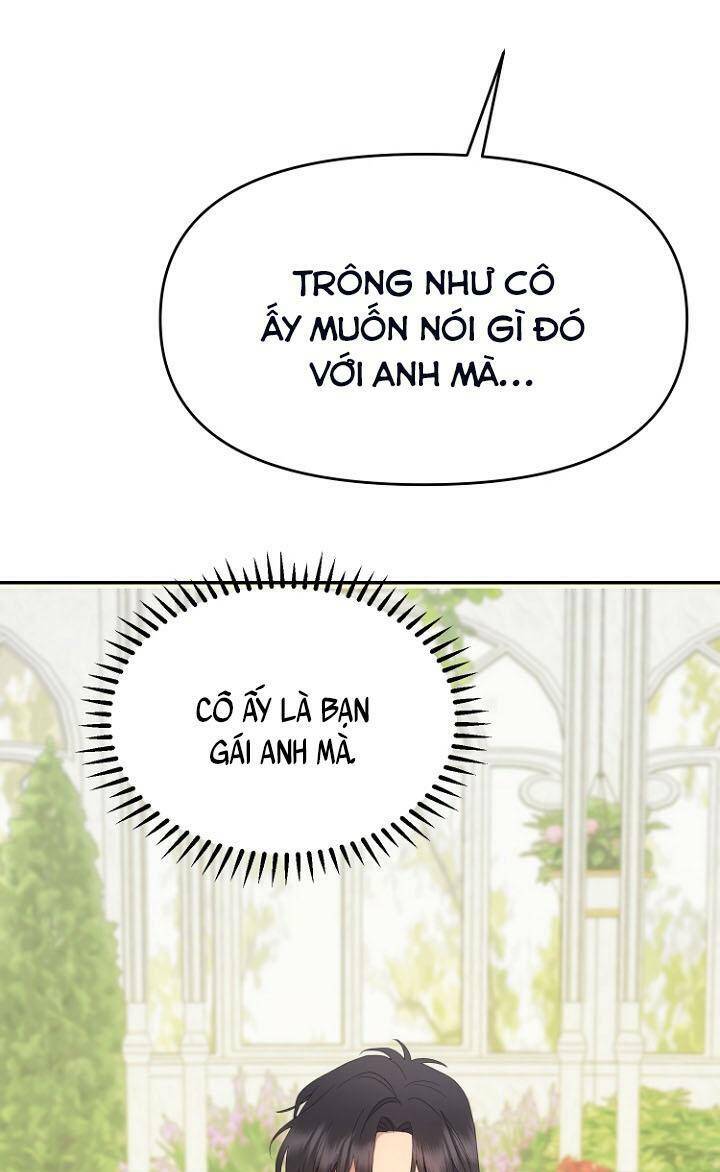 TRÔNG NHƯ CÔ
ẤY MUỐN NÓI GÌ ĐÓ
VỚI ANH MÀ...
CÔ ẤY LÀ BẠN
GÁI ANH MÀ.